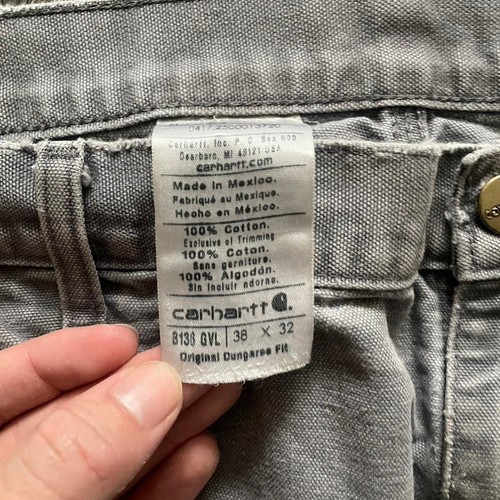 Carhartt, Inc. P. O. Box 600
Dearborn, MI 48121 USA
carhartt.com
Made in Mexico.
Fabriqué au Mexique.
Hecho en México.
100% Cotton.
Exclusive of Trimming
100% Coton.
Sans garniture.
100% Algodón.
Sin incluir adorno.
carhartt
B136 GVL 38 X 32
Original Dungaree Fit